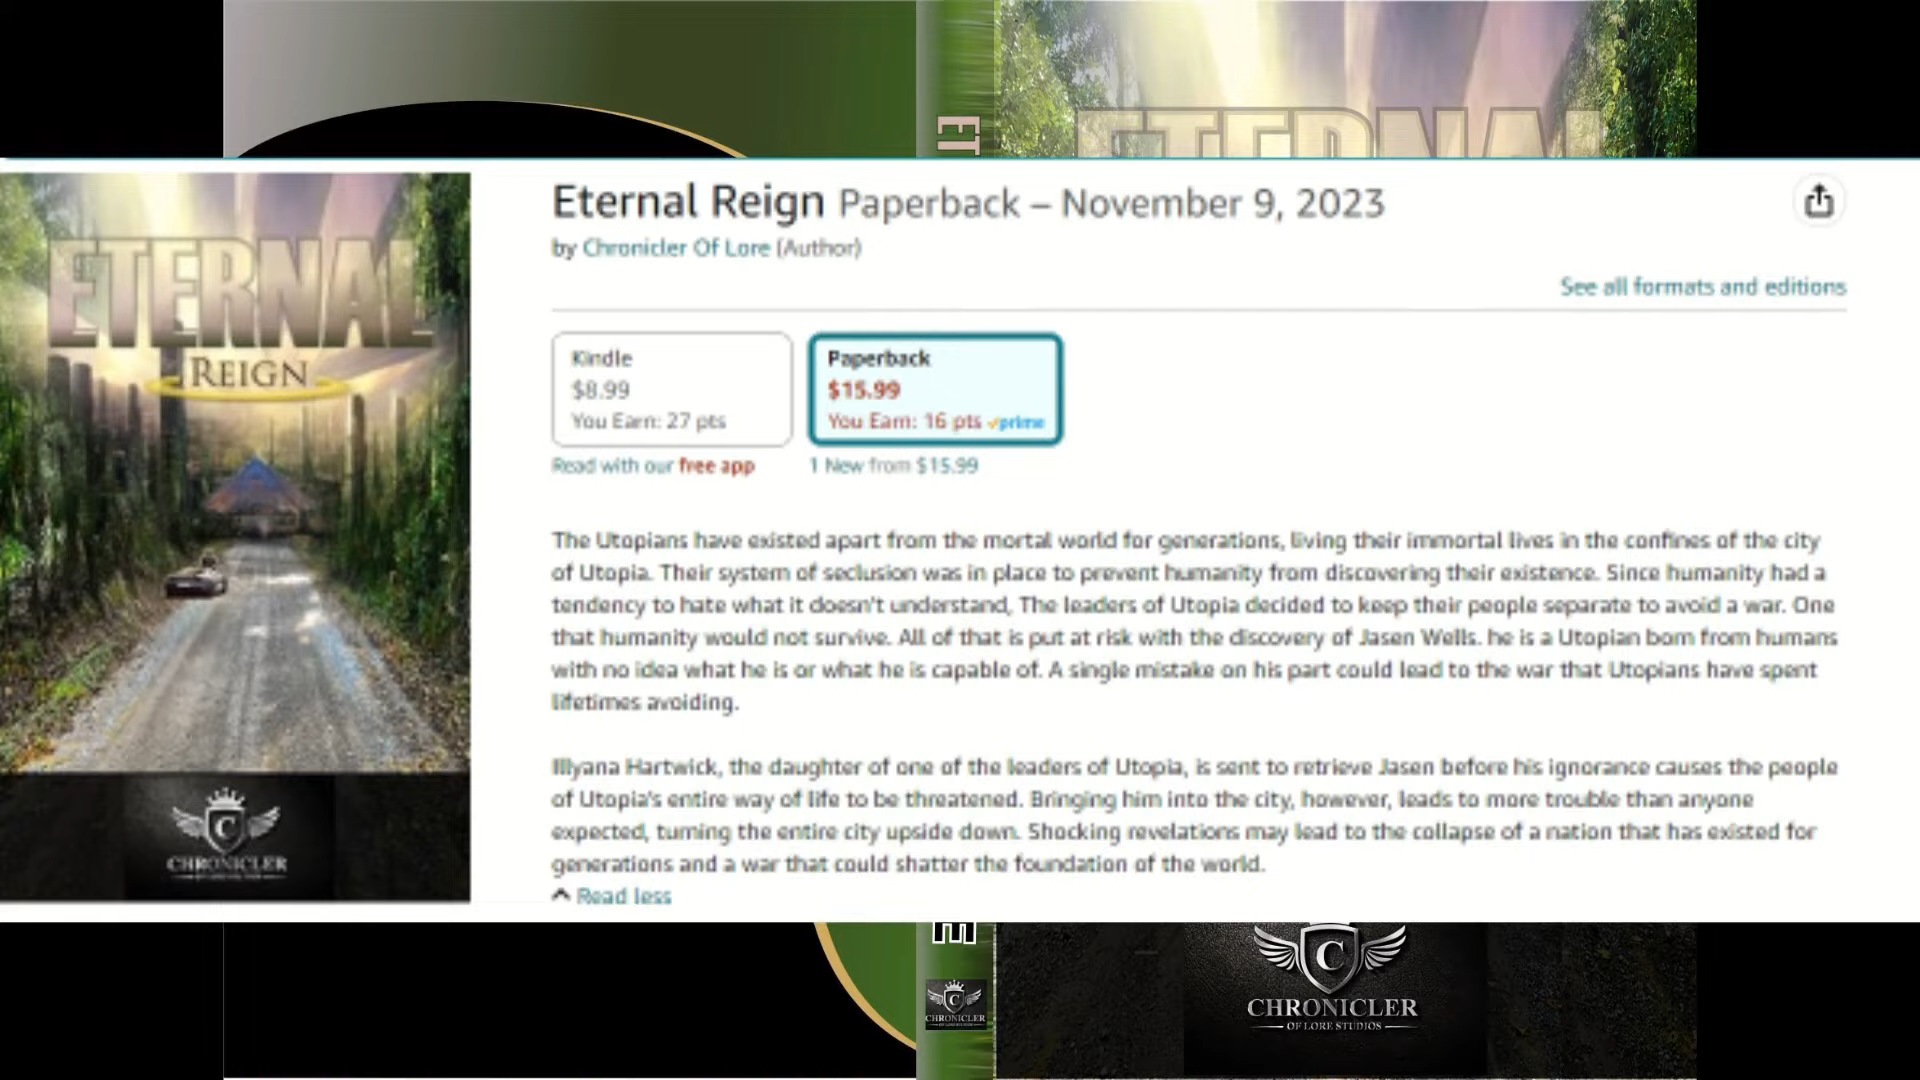 ETERNAL
ET
Eternal Reign Paperback – November 9, 2023
by Chronicler Of Lore (Author)
See all formats and editions
ETERNAL
REIGN
Kindle
$8.99
You Earn: 27 pts
Read with our free app
Paperback
$15.99
You Earn: 16 pts prime
1 New from $15.99
The Utopians have existed apart from the mortal world for generations, living their immortal lives in the confines of the city
of Utopia. Their system of seclusion was in place to prevent humanity from discovering their existence. Since humanity had a
tendency to hate what it doesn't understand, The leaders of Utopia decided to keep their people separate to avoid a war. One
that humanity would not survive. All of that is put at risk with the discovery of Jasen Wells. he is a Utopian born from humans
with no idea what he is or what he is capable of. A single mistake on his part could lead to the war that Utopians have spent
lifetimes avoiding.
Illyana Hartwick, the daughter of one of the leaders of Utopia, is sent to retrieve Jasen before his ignorance causes the people
of Utopia's entire way of life to be threatened. Bringing him into the city, however, leads to more trouble than anyone
expected, turning the entire city upside down. Shocking revelations may lead to the collapse of a nation that has existed for
generations and a war that could shatter the foundation of the world.
Read less
C
CHRONICLER
OF LORE STUDIOS
E
C
CHRONICLER
OF LORE STUDIOS
C
CHRONICLER
OF LORE STUDIOS